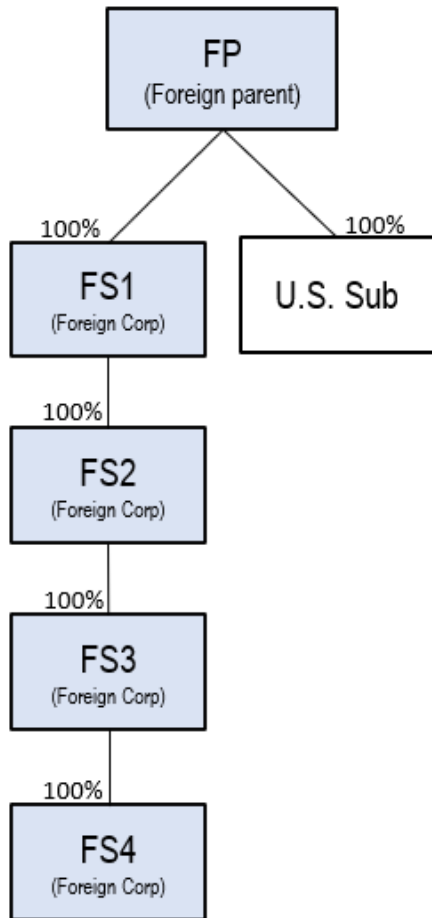 FP
(Foreign parent)
100%
100%
FS1
(Foreign Corp)
U.S. Sub
100%
FS2
(Foreign Corp)
100%
FS3
(Foreign Corp)
100%
FS4
(Foreign Corp)